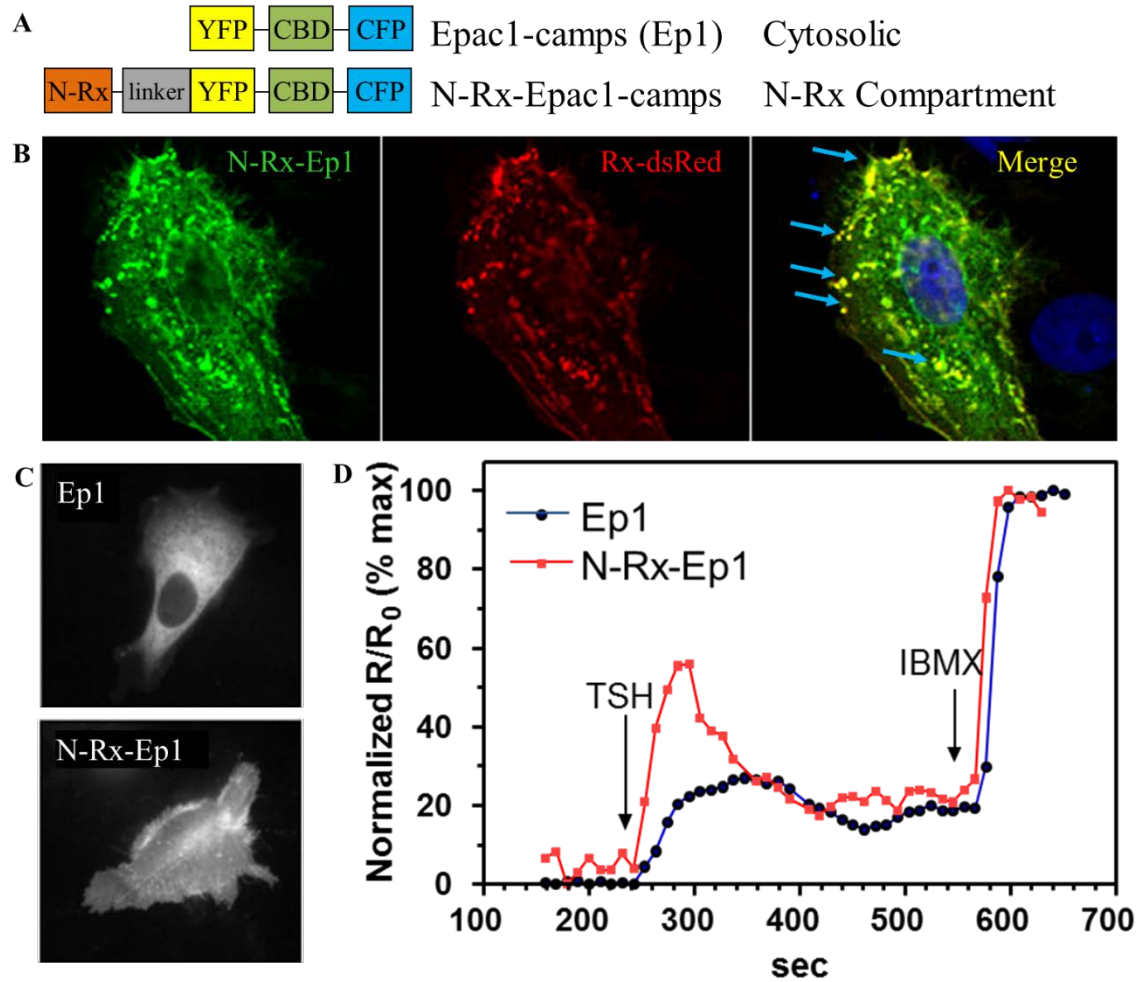 A
YFP CBD CFP Epac1-camps (Ep1) Cytosolic
N-Rx linker YFP CBD CFP N-Rx-Epac1-camps N-Rx Compartment
B
N-Rx-Ep1 Rx-dsRed Merge
C
Ep1
N-Rx-Ep1
D
Normalized R/R₀ (% max)
100
80
60
40
20
0
Ep1
N-Rx-Ep1
TSH
IBMX
100 200 300 400 500 600 700
sec